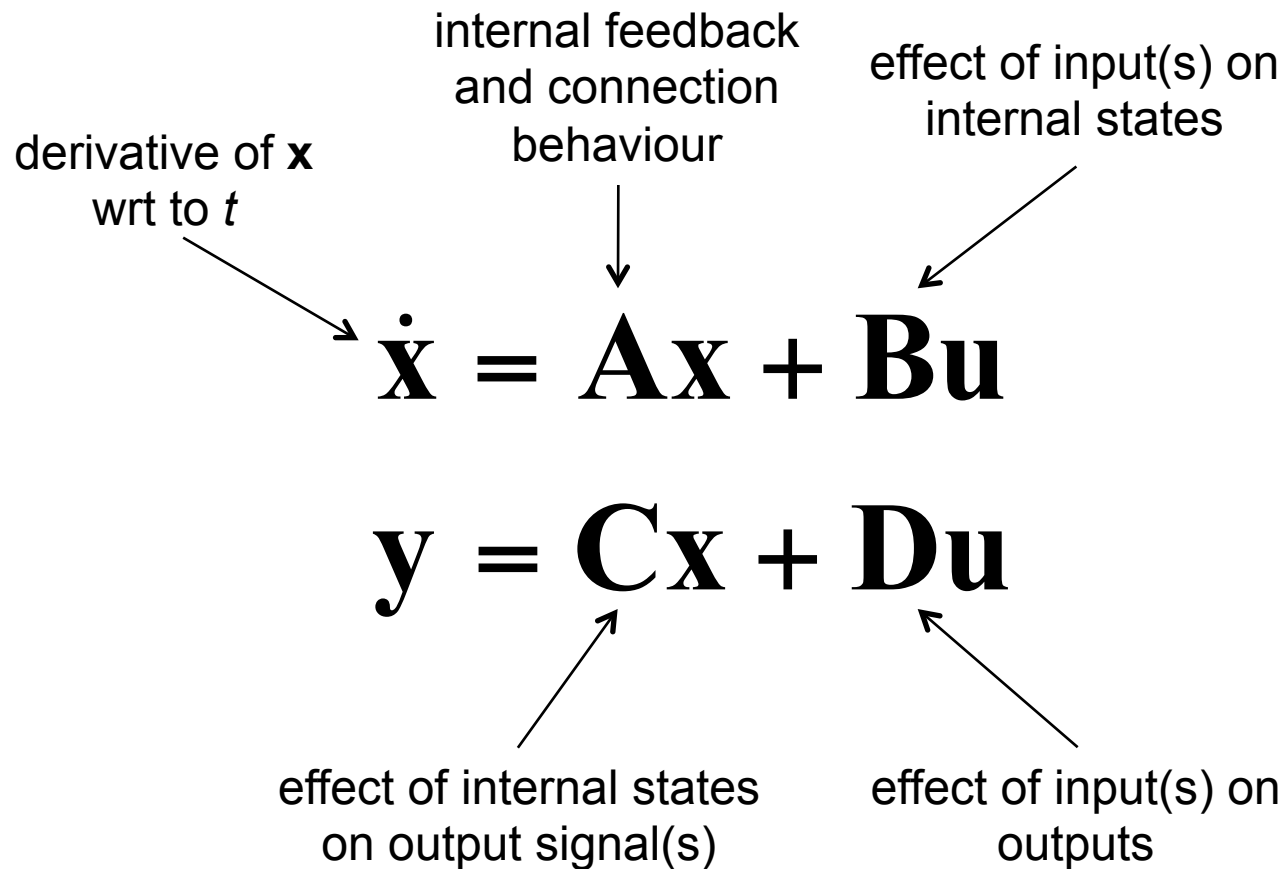 internal feedback
and connection
behaviour
effect of input(s) on
internal states
derivative of x
wrt to t
ẋ = Ax + Bu
y = Cx + Du
effect of internal states
on output signal(s)
effect of input(s) on
outputs